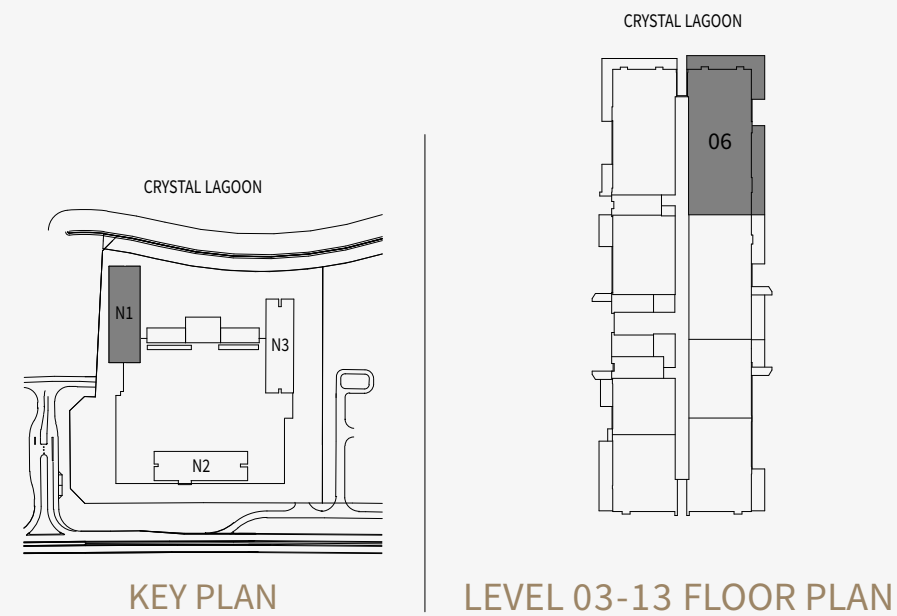 CRYSTAL LAGOON
N1
N3
N2
KEY PLAN
CRYSTAL LAGOON
06
LEVEL 03-13 FLOOR PLAN